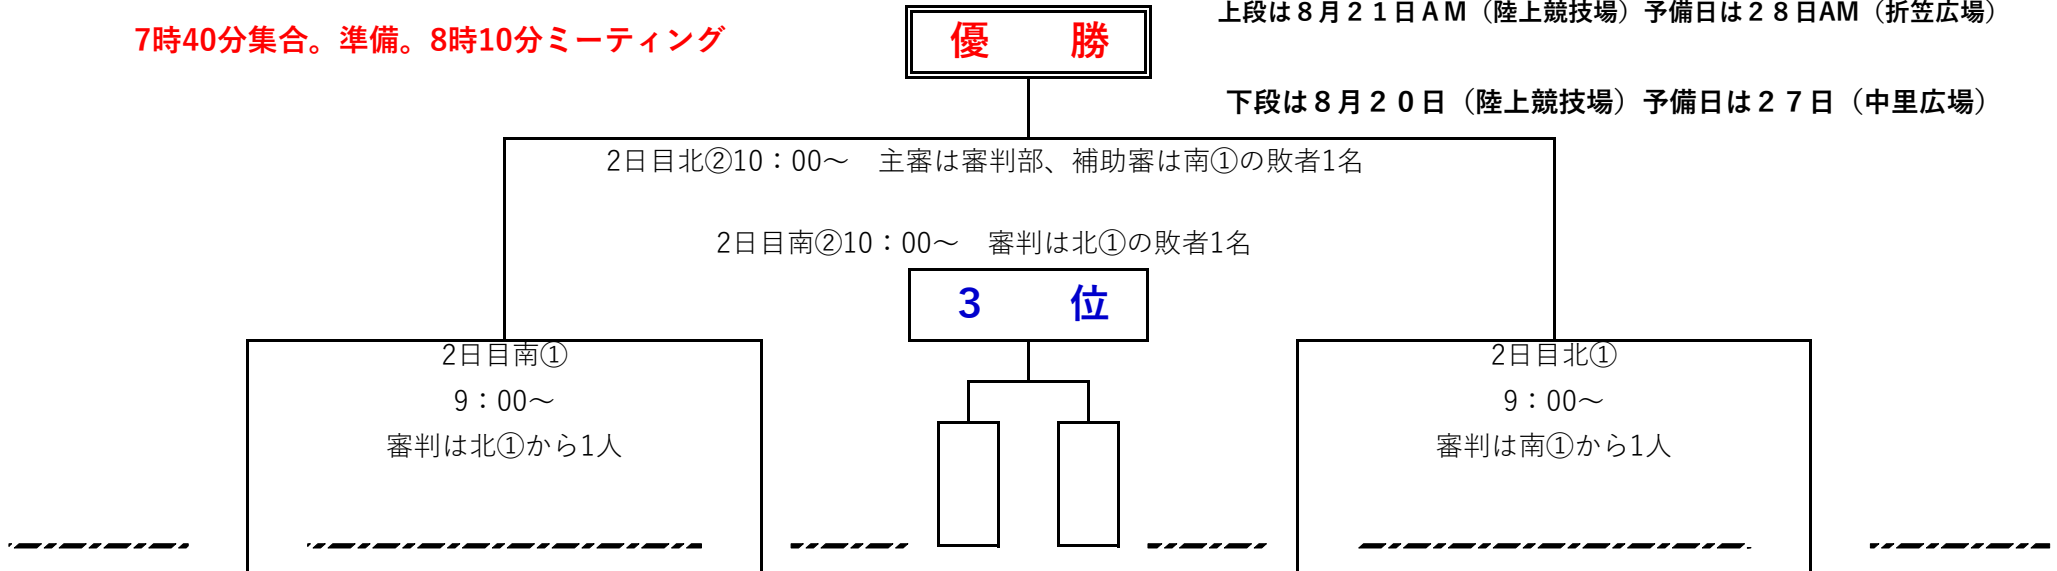 上段は８月２１日ＡＭ（陸上競技場）予備日は２８日AM（折笠広場）
7時40分集合。準備。8時10分ミーティング
優　　勝
下段は８月２０日（陸上競技場）予備日は２７日（中里広場）
2日目北②10：00～　主審は審判部、補助審は南①の敗者1名
2日目南②10：00～　審判は北①の敗者1名
３　　位
2日目南①
9：00～
審判は北①から1人
2日目北①
9：00～
審判は南①から1人